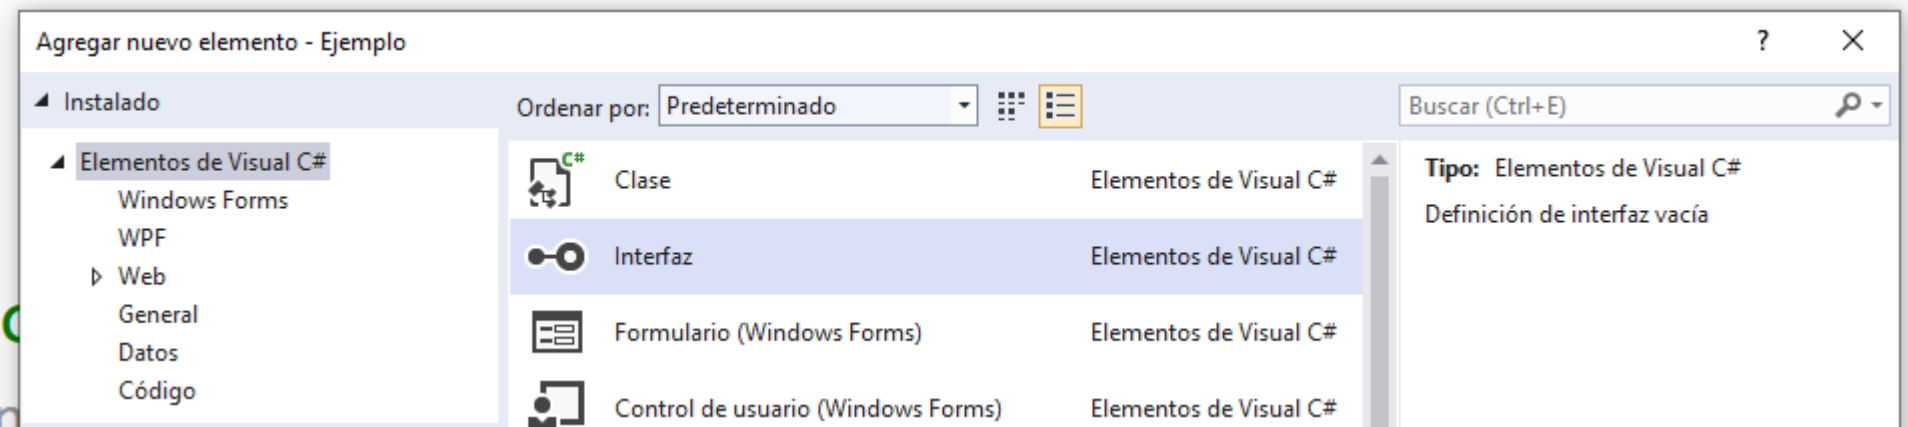 Agregar nuevo elemento - Ejemplo ?
Instalado
Ordenar por: Predeterminado
Buscar (Ctrl+E)
Elementos de Visual C#
Windows Forms
WPF
Web
General
Datos
Código
C# Clase Elementos de Visual C#
Interfaz Elementos de Visual C#
Formulario (Windows Forms) Elementos de Visual C#
Control de usuario (Windows Forms) Elementos de Visual C#
Tipo: Elementos de Visual C#
Definición de interfaz vacía